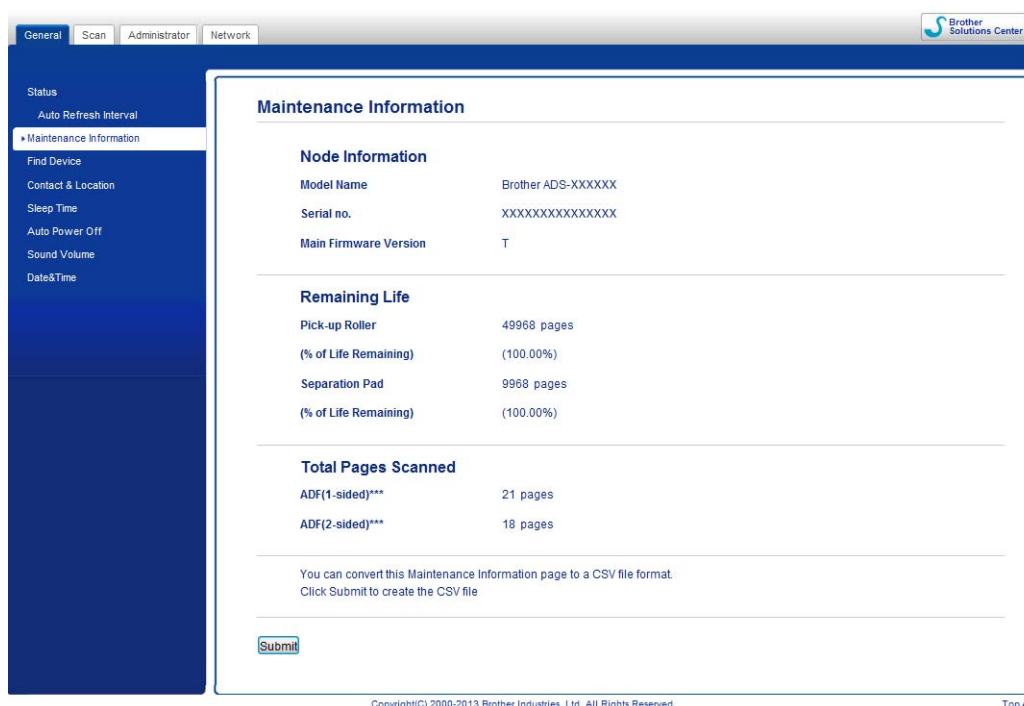 General Scan Administrator Network
Brother
Solutions Center
Status
Auto Refresh Interval
Maintenance Information
Find Device
Contact & Location
Sleep Time
Auto Power Off
Sound Volume
Date&Time
Maintenance Information
Node Information
Model Name Brother ADS-XXXXXX
Serial no. XXXXXXXXXXXXXXX
Main Firmware Version T
Remaining Life
Pick-up Roller 49968 pages
(% of Life Remaining) (100.00%)
Separation Pad 9968 pages
(% of Life Remaining) (100.00%)
Total Pages Scanned
ADF(1-sided)*** 21 pages
ADF(2-sided)*** 18 pages
You can convert this Maintenance Information page to a CSV file format.
Click Submit to create the CSV file
Submit
Copyright(C) 2000-2013 Brother Industries, Ltd. All Rights Reserved.
Top